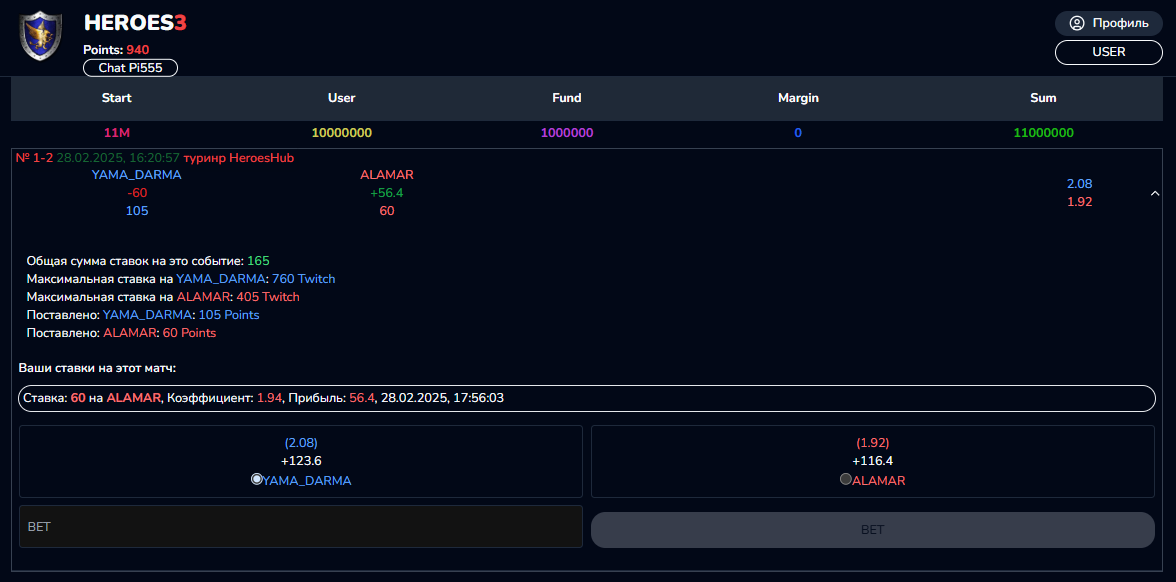 HEROES3
Points: 940
Chat Pi555
Профиль
USER
Start User Fund Margin Sum
11M 10000000 1000000 0 11000000
№ 1-2 28.02.2025, 16:20:57 туринр HeroesHub
YAMA_DARMA ALAMAR
2.08
-60 +56.4
1.92
105 60
Общая сумма ставок на это событие: 165
Максимальная ставка на YAMA_DARMA: 760 Twitch
Максимальная ставка на ALAMAR: 405 Twitch
Поставлено: YAMA_DARMA: 105 Points
Поставлено: ALAMAR: 60 Points
Ваши ставки на этот матч:
Ставка: 60 на ALAMAR, Коэффициент: 1.94, Прибыль: 56.4, 28.02.2025, 17:56:03
(2.08)
+123.6
YAMA_DARMA
(1.92)
+116.4
ALAMAR
BET
BET